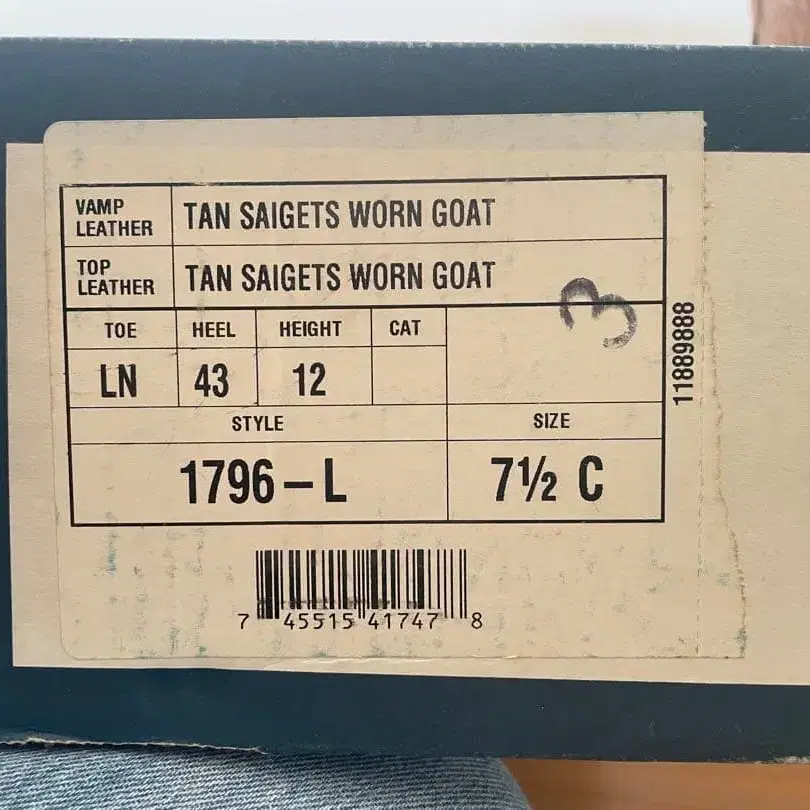 VAMP
LEATHER
TAN SAIGETS WORN GOAT
TOP
LEATHER
TAN SAIGETS WORN GOAT
3
TOE HEEL HEIGHT CAT
LN 43 12
11889888
STYLE SIZE
1796-L 7½ C
7 45515 41747 8